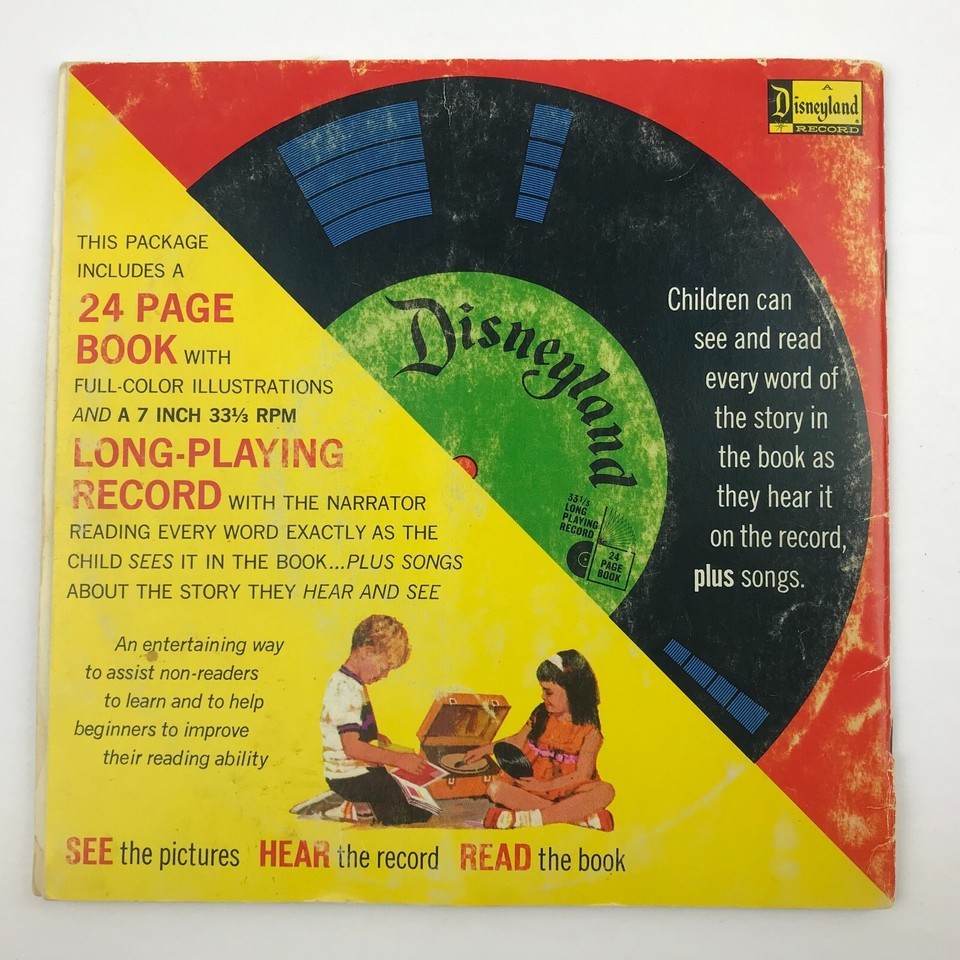 A
Disneyland
RECORD
THIS PACKAGE
INCLUDES A
24 PAGE
BOOK WITH
FULL-COLOR ILLUSTRATIONS
AND A 7 INCH 33⅓ RPM
LONG-PLAYING
RECORD WITH THE NARRATOR
READING EVERY WORD EXACTLY AS THE
CHILD SEES IT IN THE BOOK...PLUS SONGS
ABOUT THE STORY THEY HEAR AND SEE
An entertaining way
to assist non-readers
to learn and to help
beginners to improve
their reading ability
Disneyland
33⅓
LONG
PLAYING
RECORD
24
PAGE
BOOK
Children can
see and read
every word of
the story in
the book as
they hear it
on the record,
plus songs.
SEE the pictures HEAR the record READ the book